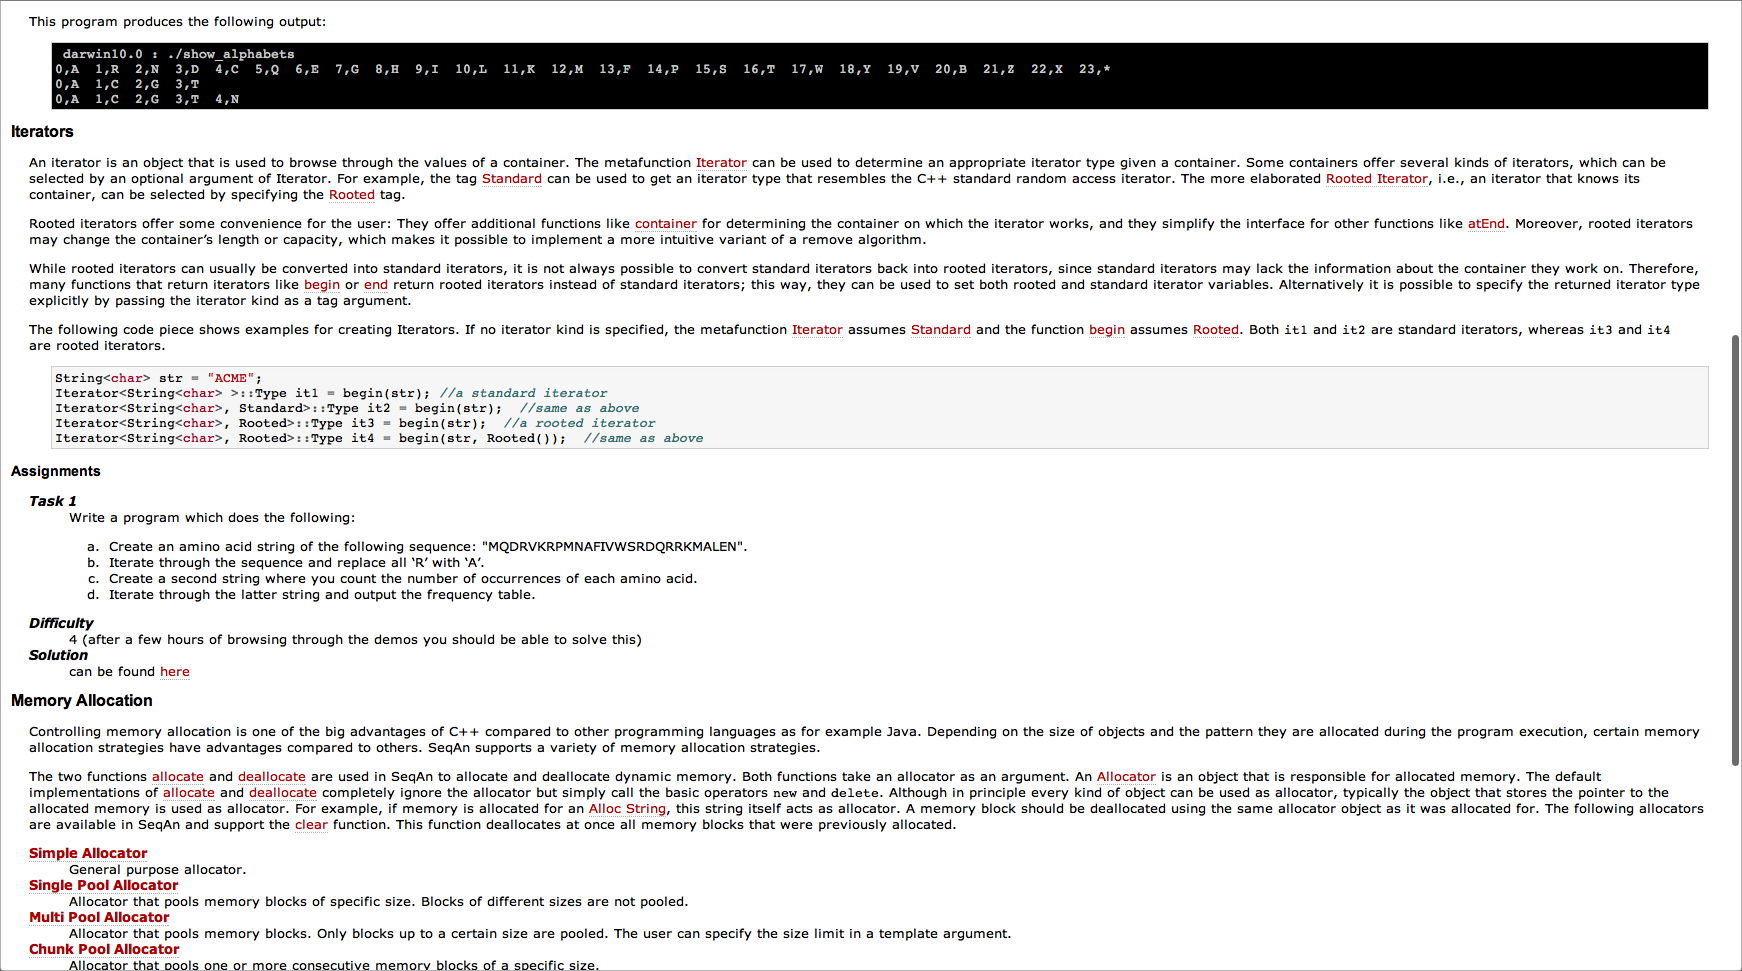 This program produces the following output:
darwin10.0 : ./show_alphabets
0,A 1,R 2,N 3,D 4,C 5,Q 6,E 7,G 8,H 9,I 10,L 11,K 12,M 13,F 14,P 15,S 16,T 17,W 18,Y 19,V 20,B 21,Z 22,X 23,*
0,A 1,C 2,G 3,T
0,A 1,C 2,G 3,T 4,N
Iterators
An iterator is an object that is used to browse through the values of a container. The metafunction Iterator can be used to determine an appropriate iterator type given a container. Some containers offer several kinds of iterators, which can be
selected by an optional argument of Iterator. For example, the tag Standard can be used to get an iterator type that resembles the C++ standard random access iterator. The more elaborated Rooted Iterator, i.e., an iterator that knows its
container, can be selected by specifying the Rooted tag.
Rooted iterators offer some convenience for the user: They offer additional functions like container for determining the container on which the iterator works, and they simplify the interface for other functions like atEnd. Moreover, rooted iterators
may change the container’s length or capacity, which makes it possible to implement a more intuitive variant of a remove algorithm.
While rooted iterators can usually be converted into standard iterators, it is not always possible to convert standard iterators back into rooted iterators, since standard iterators may lack the information about the container they work on. Therefore,
many functions that return iterators like begin or end return rooted iterators instead of standard iterators; this way, they can be used to set both rooted and standard iterator variables. Alternatively it is possible to specify the returned iterator type
explicitly by passing the iterator kind as a tag argument.
The following code piece shows examples for creating Iterators. If no iterator kind is specified, the metafunction Iterator assumes Standard and the function begin assumes Rooted. Both it1 and it2 are standard iterators, whereas it3 and it4
are rooted iterators.
String<char> str = "ACME";
Iterator<String<char> >::Type it1 = begin(str); //a standard iterator
Iterator<String<char>, Standard>::Type it2 = begin(str); //same as above
Iterator<String<char>, Rooted>::Type it3 = begin(str); //a rooted iterator
Iterator<String<char>, Rooted>::Type it4 = begin(str, Rooted()); //same as above
Assignments
Task 1
Write a program which does the following:
a. Create an amino acid string of the following sequence: "MQDRVKRPMNAFIVWSRDQRRKMALEN".
b. Iterate through the sequence and replace all ‘R’ with ‘A’.
c. Create a second string where you count the number of occurrences of each amino acid.
d. Iterate through the latter string and output the frequency table.
Difficulty
4 (after a few hours of browsing through the demos you should be able to solve this)
Solution
can be found here
Memory Allocation
Controlling memory allocation is one of the big advantages of C++ compared to other programming languages as for example Java. Depending on the size of objects and the pattern they are allocated during the program execution, certain memory
allocation strategies have advantages compared to others. SeqAn supports a variety of memory allocation strategies.
The two functions allocate and deallocate are used in SeqAn to allocate and deallocate dynamic memory. Both functions take an allocator as an argument. An Allocator is an object that is responsible for allocated memory. The default
implementations of allocate and deallocate completely ignore the allocator but simply call the basic operators new and delete. Although in principle every kind of object can be used as allocator, typically the object that stores the pointer to the
allocated memory is used as allocator. For example, if memory is allocated for an Alloc String, this string itself acts as allocator. A memory block should be deallocated using the same allocator object as it was allocated for. The following allocators
are available in SeqAn and support the clear function. This function deallocates at once all memory blocks that were previously allocated.
Simple Allocator
General purpose allocator.
Single Pool Allocator
Allocator that pools memory blocks of specific size. Blocks of different sizes are not pooled.
Multi Pool Allocator
Allocator that pools memory blocks. Only blocks up to a certain size are pooled. The user can specify the size limit in a template argument.
Chunk Pool Allocator
Allocator that pools one or more consecutive memory blocks of a specific size.